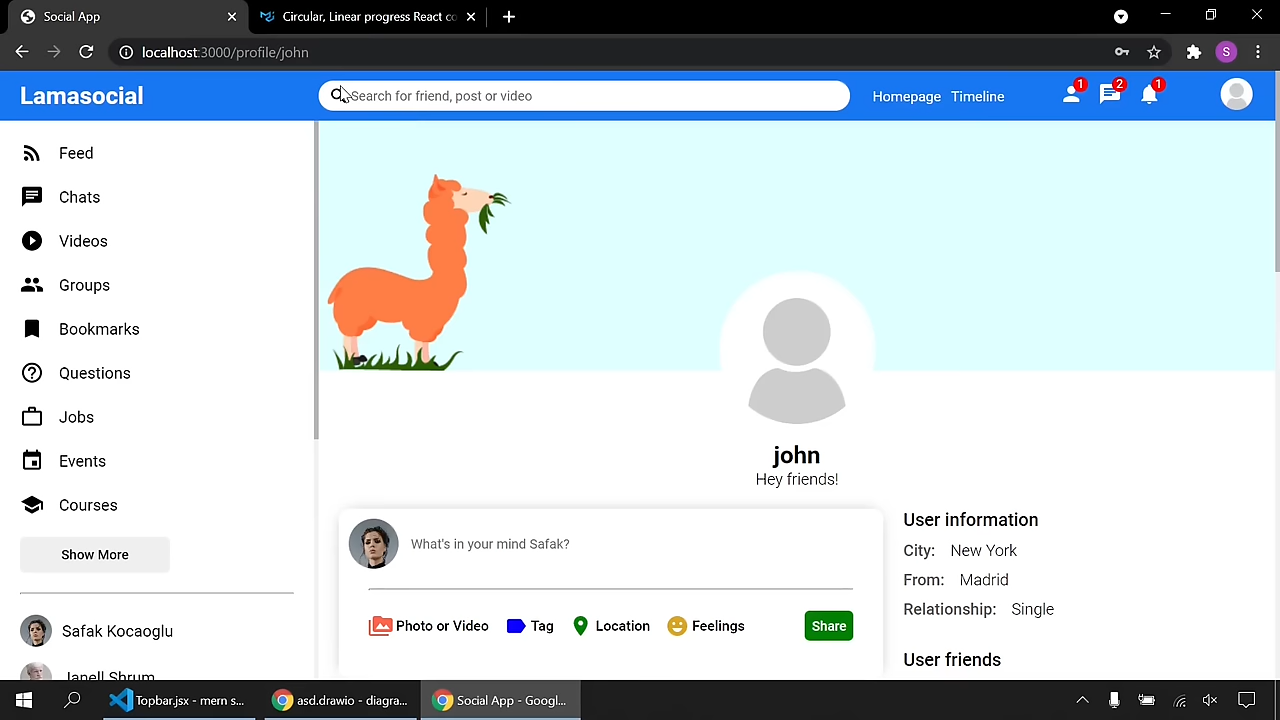 Social App
Circular, Linear progress React co
localhost:3000/profile/john
S
Lamasocial
Search for friend, post or video
Homepage Timeline
1
2
1
Feed
Chats
Videos
Groups
Bookmarks
Questions
Jobs
Events
Courses
Show More
Safak Kocaoglu
Janell Shrum
john
Hey friends!
What's in your mind Safak?
Photo or Video
Tag
Location
Feelings
Share
User information
City: New York
From: Madrid
Relationship: Single
User friends
Topbar.jsx - mern s...
asd.drawio - diagra...
Social App - Googl...